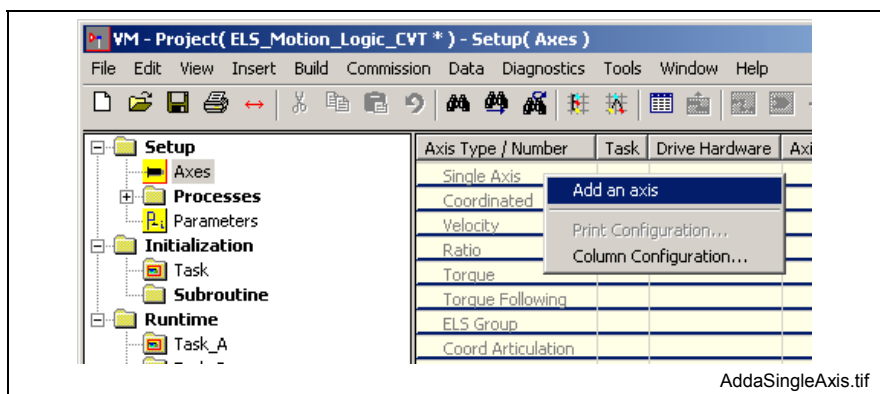 VM - Project( ELS_Motion_Logic_CVT * ) - Setup( Axes )
File Edit View Insert Build Commission Data Diagnostics Tools Window Help
Setup
Axes
Processes
Parameters
Initialization
Task
Subroutine
Runtime
Task_A
Axis Type / Number Task Drive Hardware Axi
Single Axis
Coordinated
Velocity
Ratio
Torque
Torque Following
ELS Group
Coord Articulation
Add an axis
Print Configuration...
Column Configuration...
AddaSingleAxis.tif